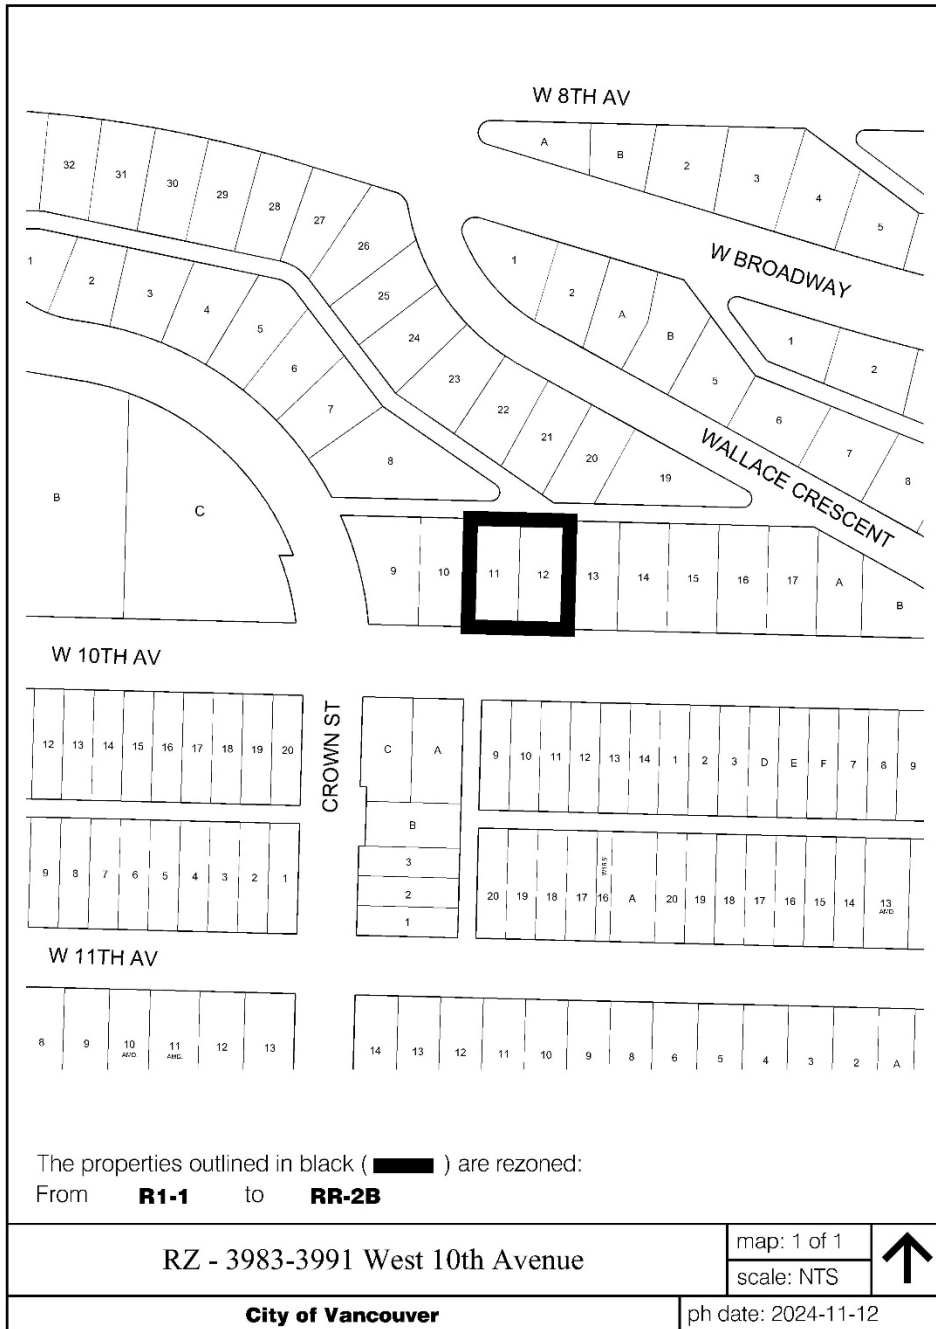 W 8TH AV
A B 2 3 4 5
32 31 30 29 28 27 26
W BROADWAY
1 2 3 4 5 6 7 8
25 24 23 22 21 20 19
1 2 A B 5 6 7 8
1 2
WALLACE CRESCENT
B C
9 10 11 12 13 14 15 16 17 A B
W 10TH AV
CROWN ST
12 13 14 15 16 17 18 19 20
C A
9 10 11 12 13 14 1 2 3 D E F 7 8 9
B
3
2
1
9 8 7 6 5 4 3 2 1
20 19 18 17 16 A 20 19 18 17 16 15 14 13
AMD
W 11TH AV
8 9 10 11 12 13
AMD.
14 13 12 11 10 9 8 6 5 4 3 2 A
The properties outlined in black ( ) are rezoned:
From R1-1 to RR-2B
RZ - 3983-3991 West 10th Avenue
map: 1 of 1
scale: NTS
City of Vancouver
ph date: 2024-11-12